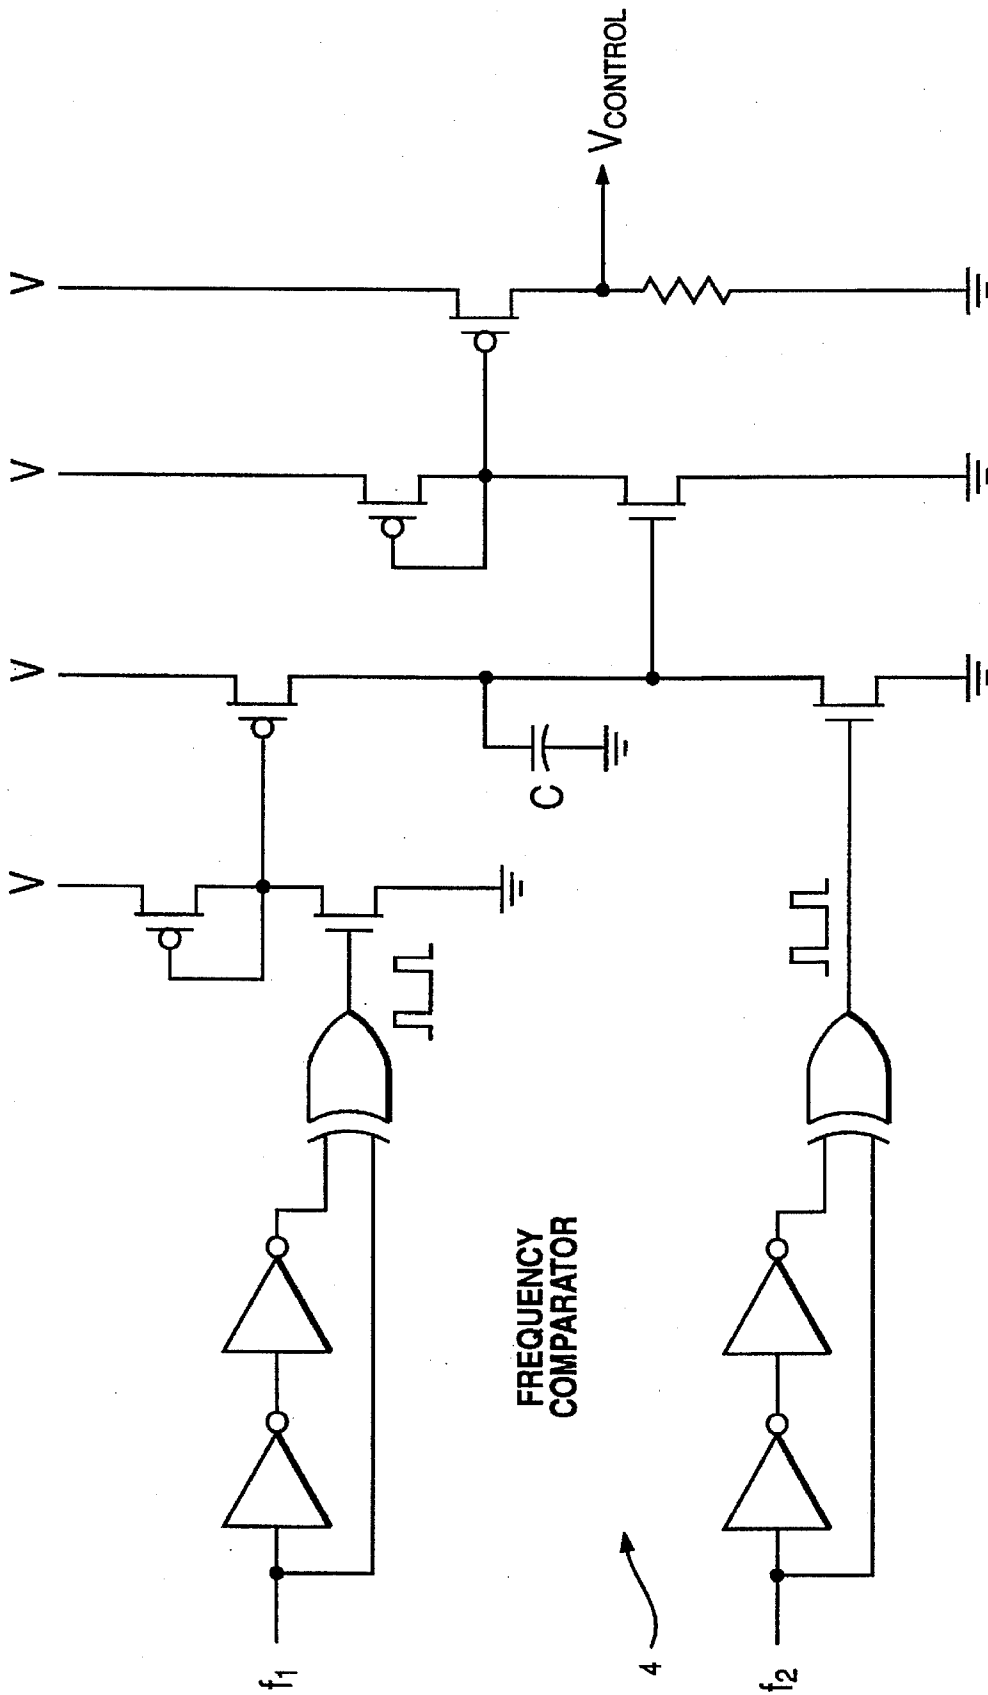 V
V
V
V
VCONTROL
C
FREQUENCY
COMPARATOR
f1
4
f2